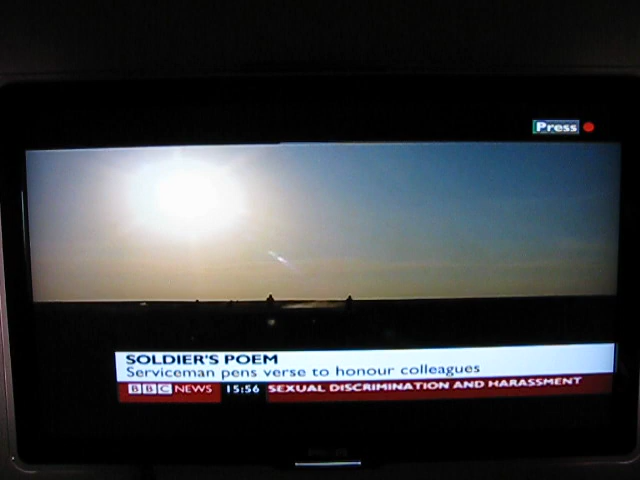 Press
SOLDIER'S POEM
Serviceman pens verse to honour colleagues
BBC NEWS 15:56 SEXUAL DISCRIMINATION AND HARASSMENT